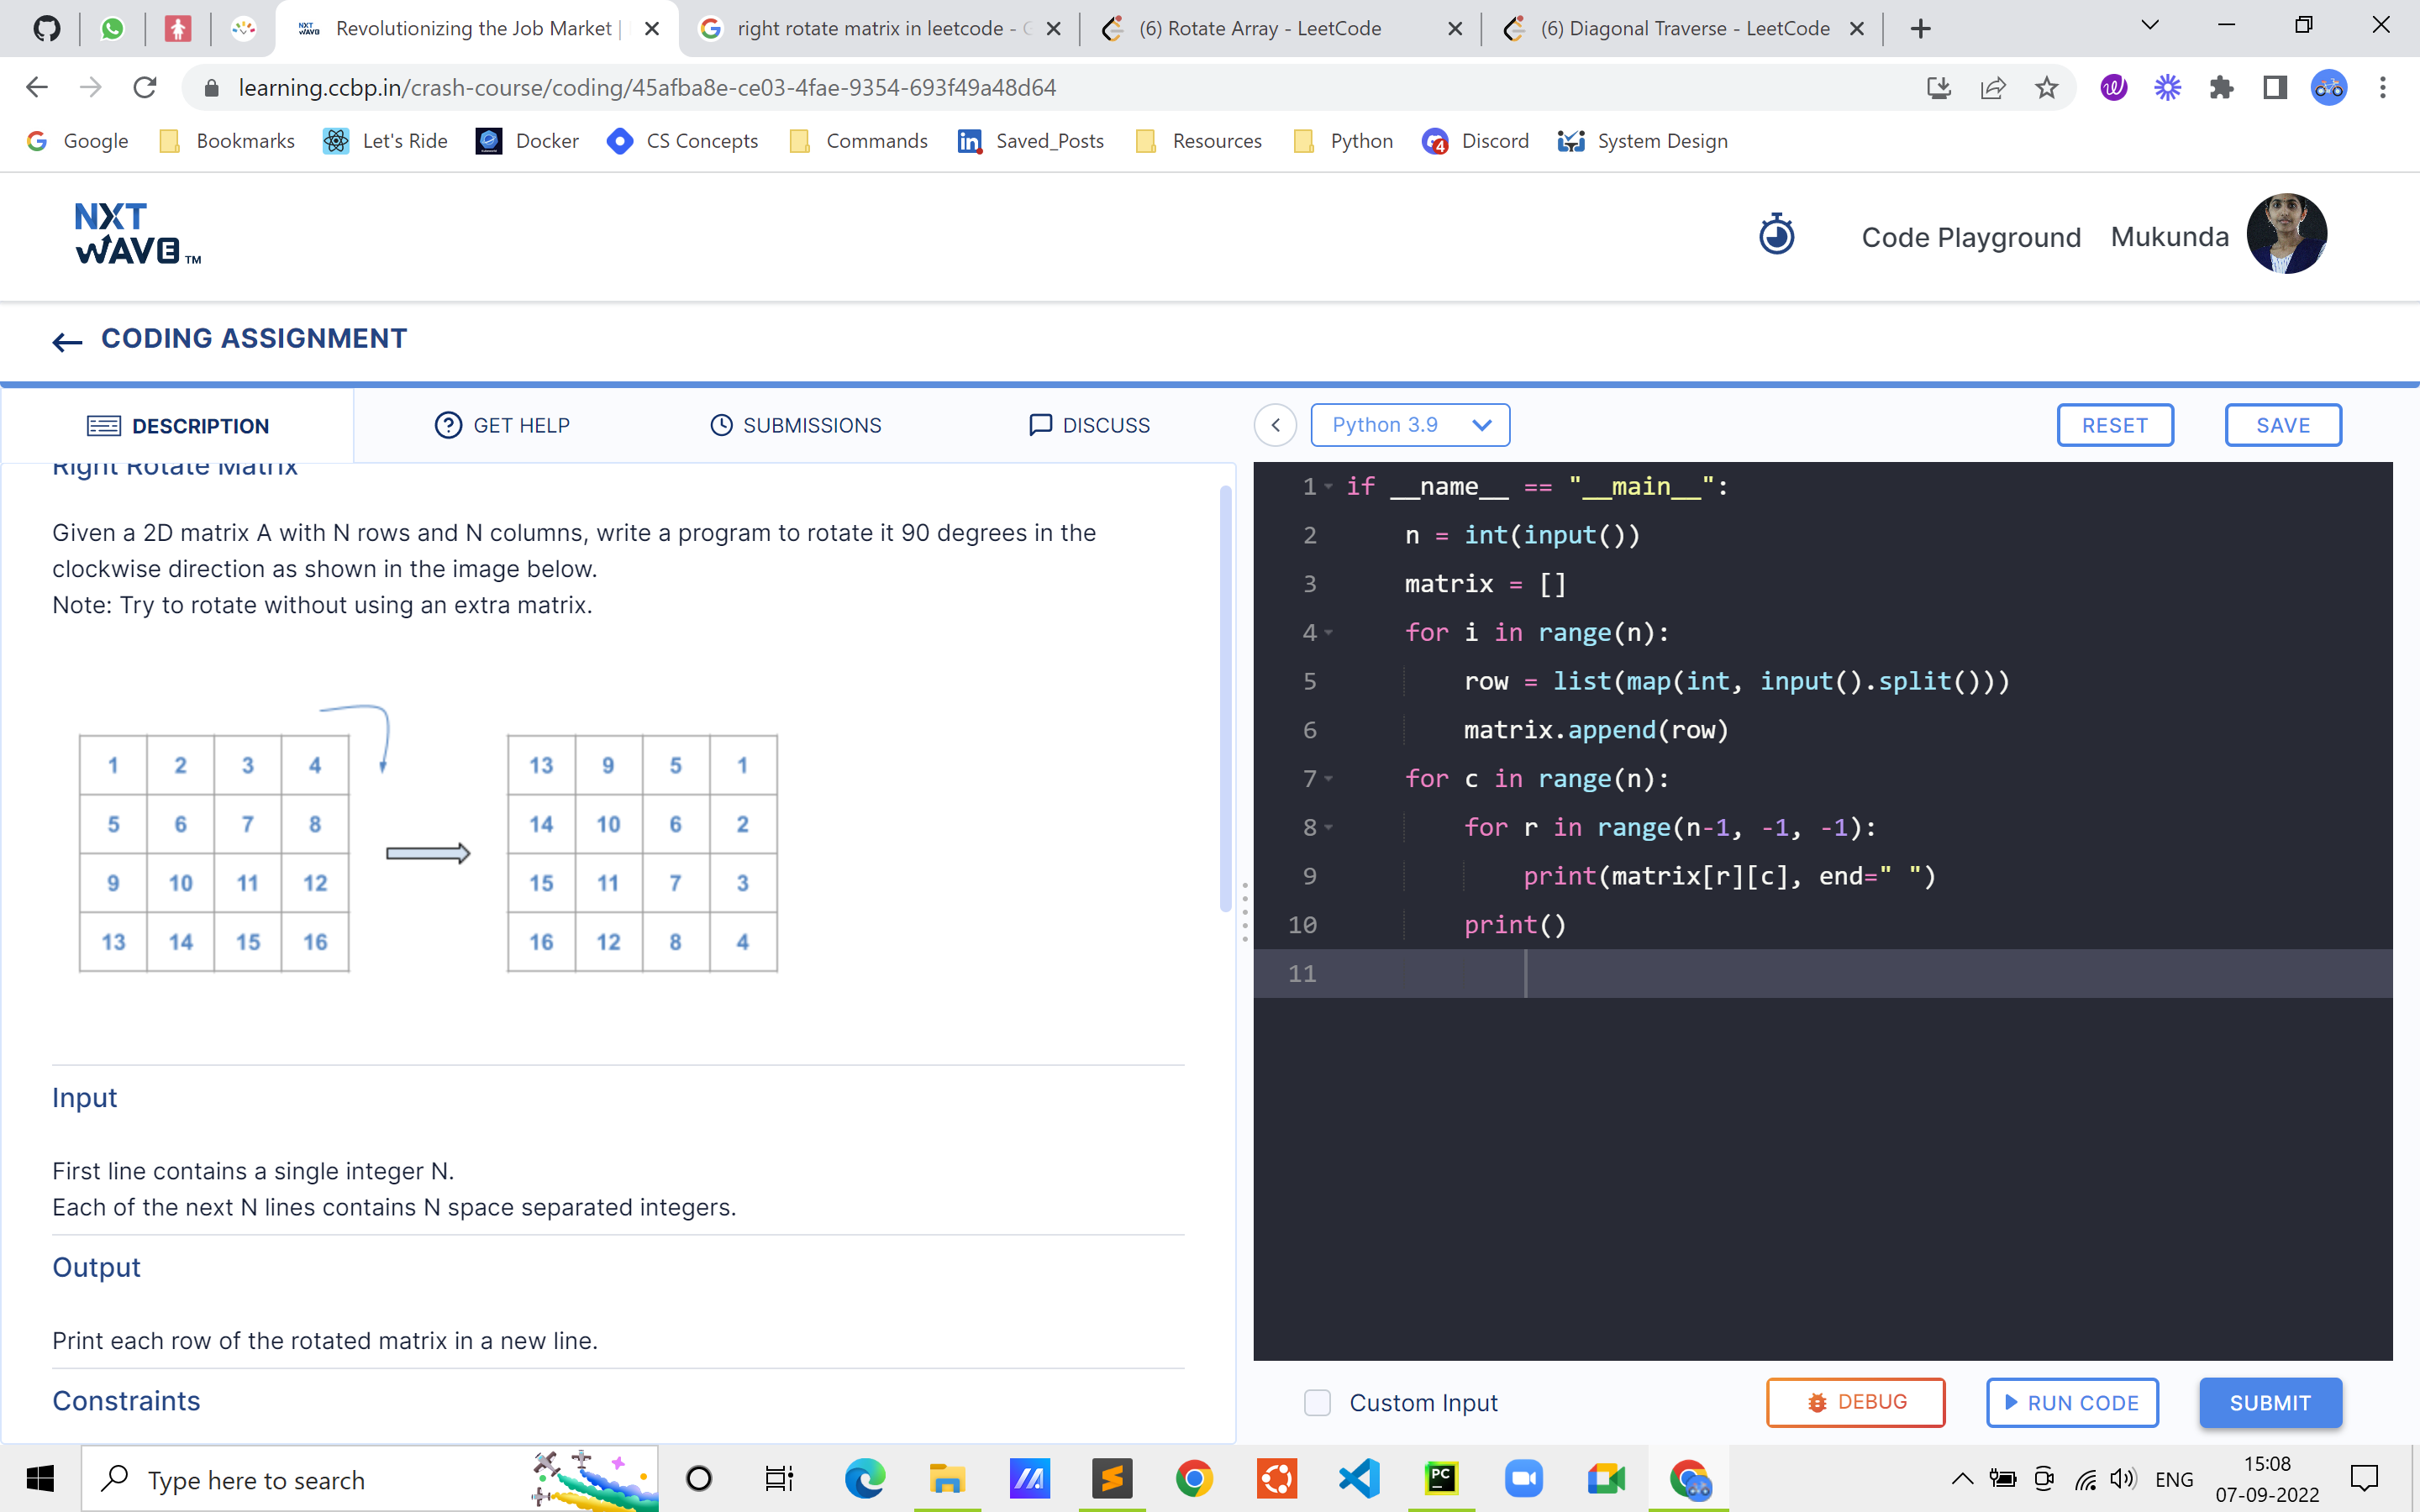 Revolutionizing the Job Market |
right rotate matrix in leetcode -
(6) Rotate Array - LeetCode
(6) Diagonal Traverse - LeetCode
learning.ccbp.in/crash-course/coding/45afba8e-ce03-4fae-9354-693f49a48d64
Google Bookmarks Let's Ride Docker CS Concepts Commands Saved_Posts Resources Python Discord System Design
NXT
WAVE TM
Code Playground Mukunda
CODING ASSIGNMENT
DESCRIPTION GET HELP SUBMISSIONS DISCUSS
Python 3.9 RESET SAVE
Right Rotate Matrix
Given a 2D matrix A with N rows and N columns, write a program to rotate it 90 degrees in the
clockwise direction as shown in the image below.
Note: Try to rotate without using an extra matrix.
1 2 3 4 13 9 5 1
5 6 7 8 14 10 6 2
9 10 11 12 15 11 7 3
13 14 15 16 16 12 8 4
Input
First line contains a single integer N.
Each of the next N lines contains N space separated integers.
Output
Print each row of the rotated matrix in a new line.
Constraints
1 if __name__ == "__main__":
2 n = int(input())
3 matrix = []
4 for i in range(n):
5 row = list(map(int, input().split()))
6 matrix.append(row)
7 for c in range(n):
8 for r in range(n-1, -1, -1):
9 print(matrix[r][c], end=" ")
10 print()
11
Custom Input DEBUG RUN CODE SUBMIT
Type here to search
PC
ENG
15:08
07-09-2022